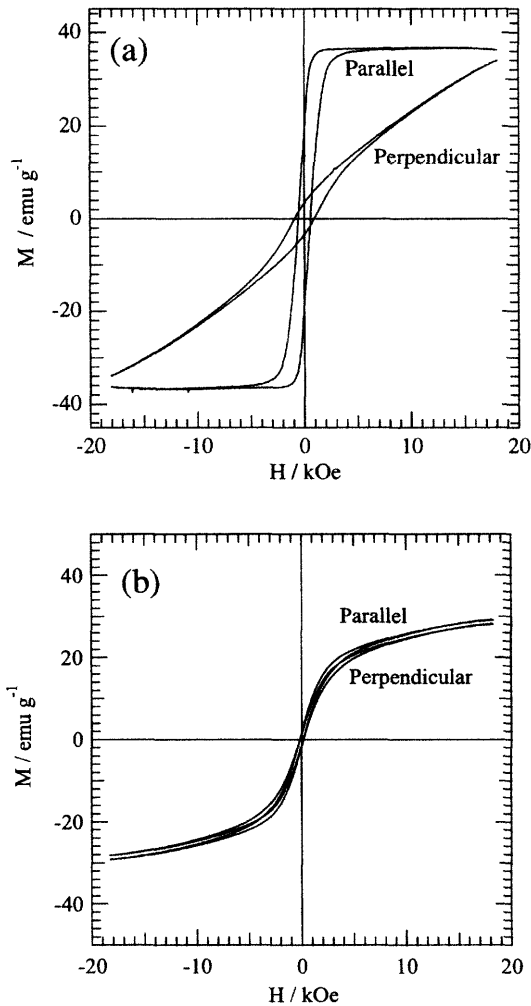 (a)
40
20
0
-20
-40
M / emu g⁻¹
Parallel
Perpendicular
-20 -10 0 10 20
H / kOe
(b)
40
20
0
-20
-40
M / emu g⁻¹
Parallel
Perpendicular
-20 -10 0 10 20
H / kOe